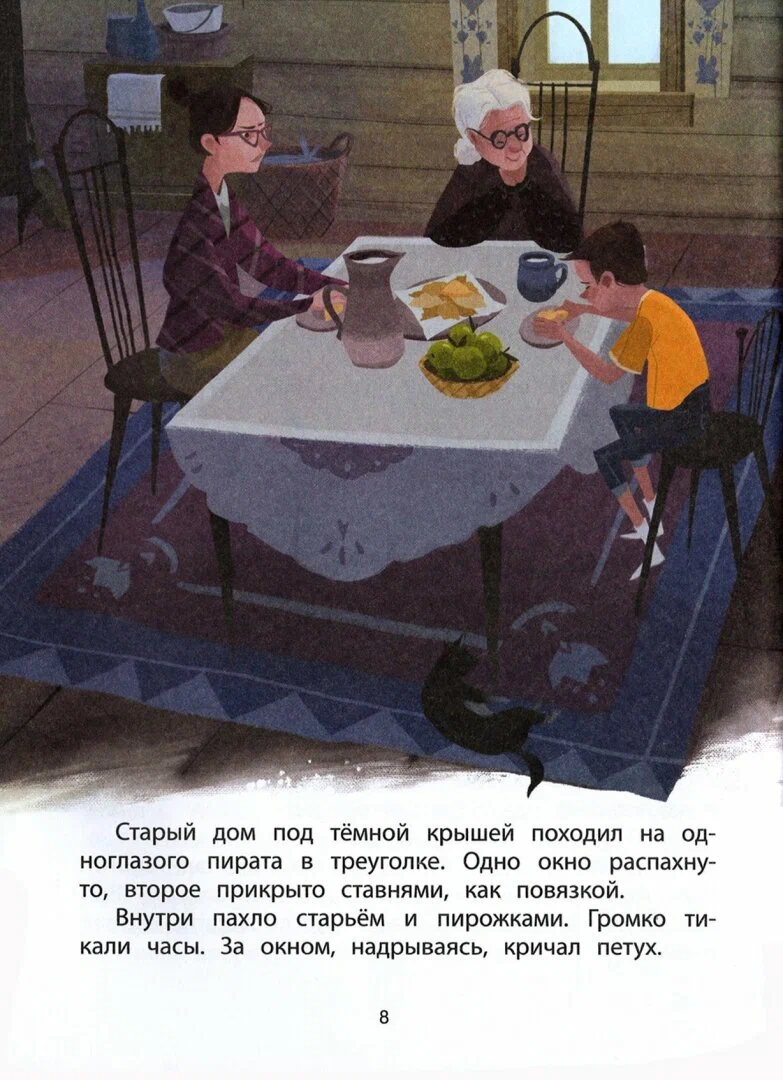 Старый дом под тёмной крышей походил на од-
ноглазого пирата в треуголке. Одно окно распахну-
то, второе прикрыто ставнями, как повязкой.
Внутри пахло старьём и пирожками. Громко ти-
кали часы. За окном, надрываясь, кричал петух.
8